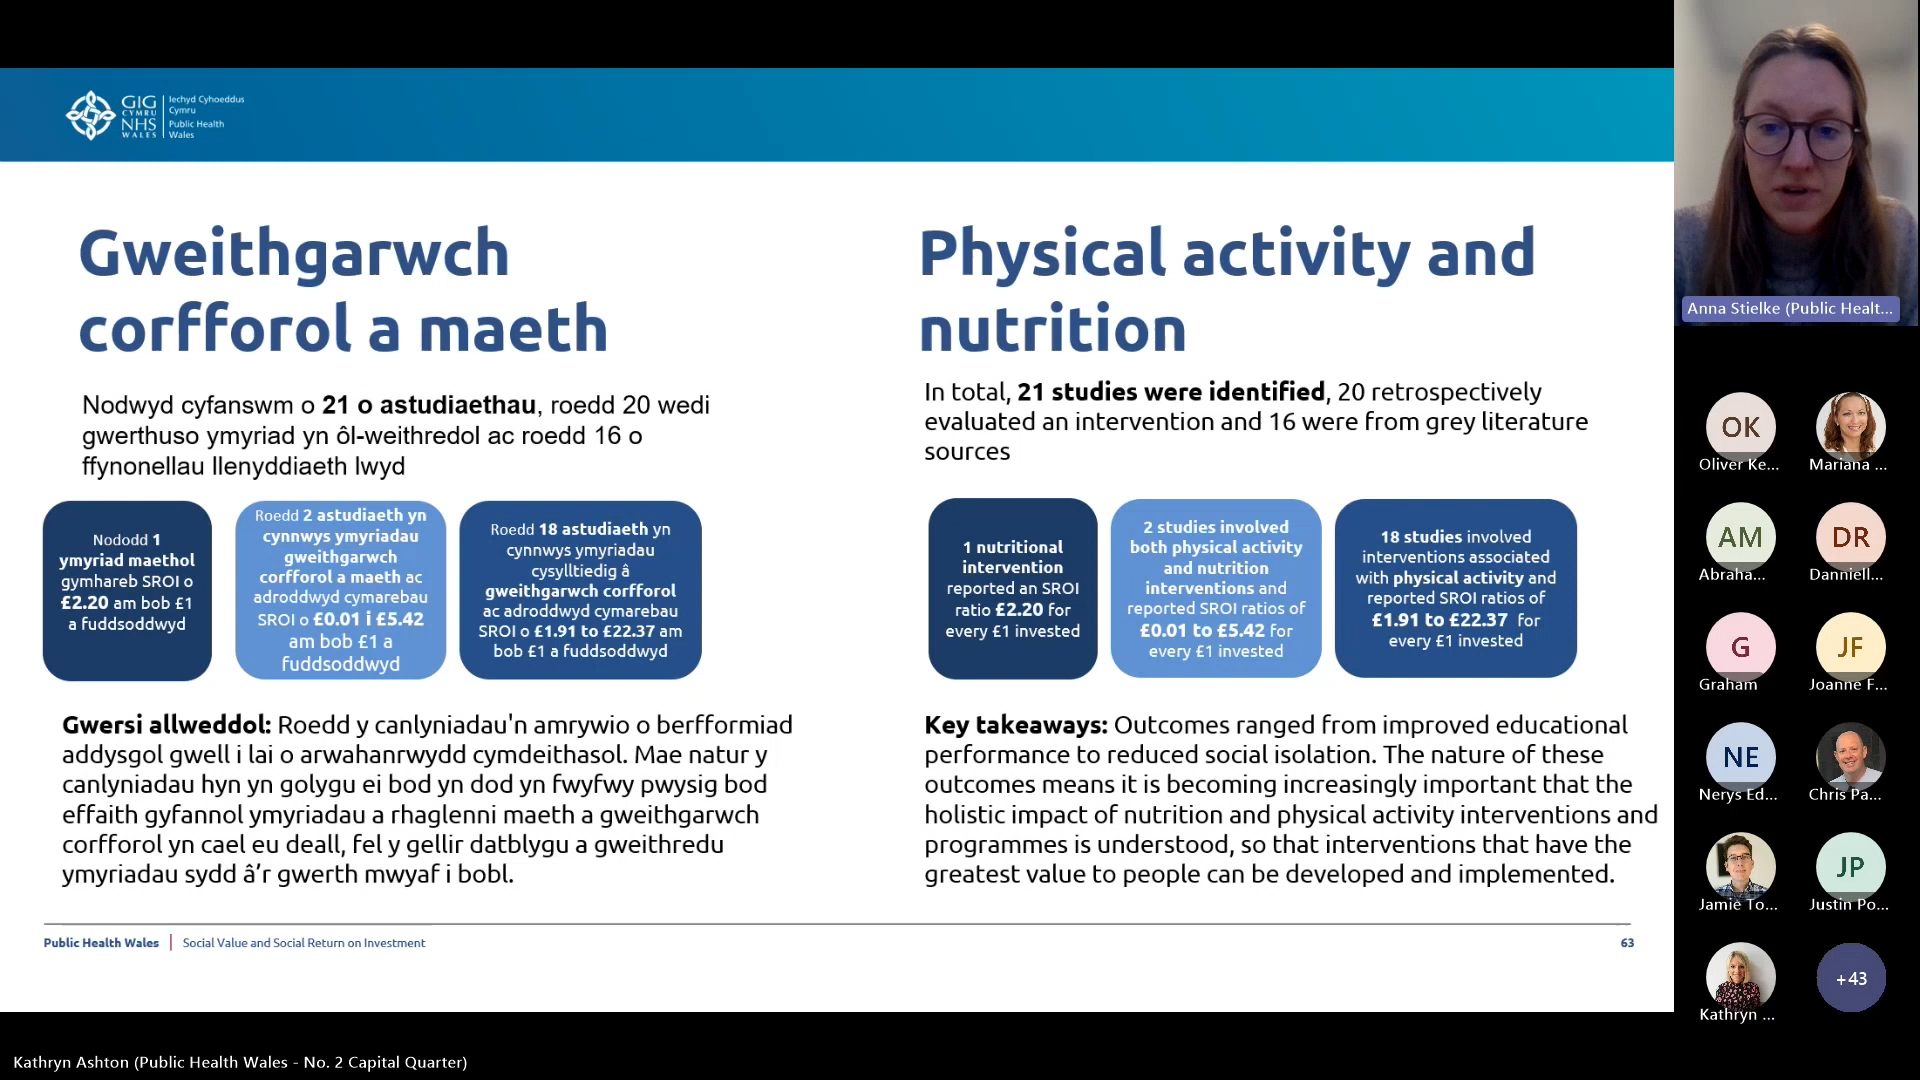 GIG
CYMRU
NHS
WALES
Iechyd Cyhoeddus
Cymru
Public Health
Wales
Gweithgarwch
corfforol a maeth
Nodwyd cyfanswm o 21 o astudiaethau, roedd 20 wedi
gwerthuso ymyriad yn ôl-weithredol ac roedd 16 o
ffynonellau llenyddiaeth lwyd
Nododd 1
ymyriad maethol
gymhareb SROI o
£2.20 am bob £1
a fuddsoddwyd
Roedd 2 astudiaeth yn
cynnwys ymyriadau
gweithgarwch
corfforol a maeth ac
adroddwyd cymarebau
SROI o £0.01 i £5.42
am bob £1 a
fuddsoddwyd
Roedd 18 astudiaeth yn
cynnwys ymyriadau
cysylltiedig â
gweithgarwch corfforol
ac adroddwyd cymarebau
SROI o £1.91 to £22.37 am
bob £1 a fuddsoddwyd
Gwersi allweddol: Roedd y canlyniadau'n amrywio o berfformiad
addysgol gwell i lai o arwahanrwydd cymdeithasol. Mae natur y
canlyniadau hyn yn golygu ei bod yn dod yn fwyfwy pwysig bod
effaith gyfannol ymyriadau a rhaglenni maeth a gweithgarwch
corfforol yn cael eu deall, fel y gellir datblygu a gweithredu
ymyriadau sydd â’r gwerth mwyaf i bobl.
Physical activity and
nutrition
In total, 21 studies were identified, 20 retrospectively
evaluated an intervention and 16 were from grey literature
sources
1 nutritional
intervention
reported an SROI
ratio £2.20 for
every £1 invested
2 studies involved
both physical activity
and nutrition
interventions and
reported SROI ratios of
£0.01 to £5.42 for
every £1 invested
18 studies involved
interventions associated
with physical activity and
reported SROI ratios of
£1.91 to £22.37 for
every £1 invested
Key takeaways: Outcomes ranged from improved educational
performance to reduced social isolation. The nature of these
outcomes means it is becoming increasingly important that the
holistic impact of nutrition and physical activity interventions and
programmes is understood, so that interventions that have the
greatest value to people can be developed and implemented.
Public Health Wales | Social Value and Social Return on Investment
63
Anna Stielke (Public Healt...
OK
Oliver Ke...
Mariana ...
AM
Abraha...
DR
Danniell...
G
Graham
JF
Joanne F...
NE
Nerys Ed...
Chris Pa...
Jamie To...
JP
Justin Po...
Kathryn ...
+43
Kathryn Ashton (Public Health Wales - No. 2 Capital Quarter)